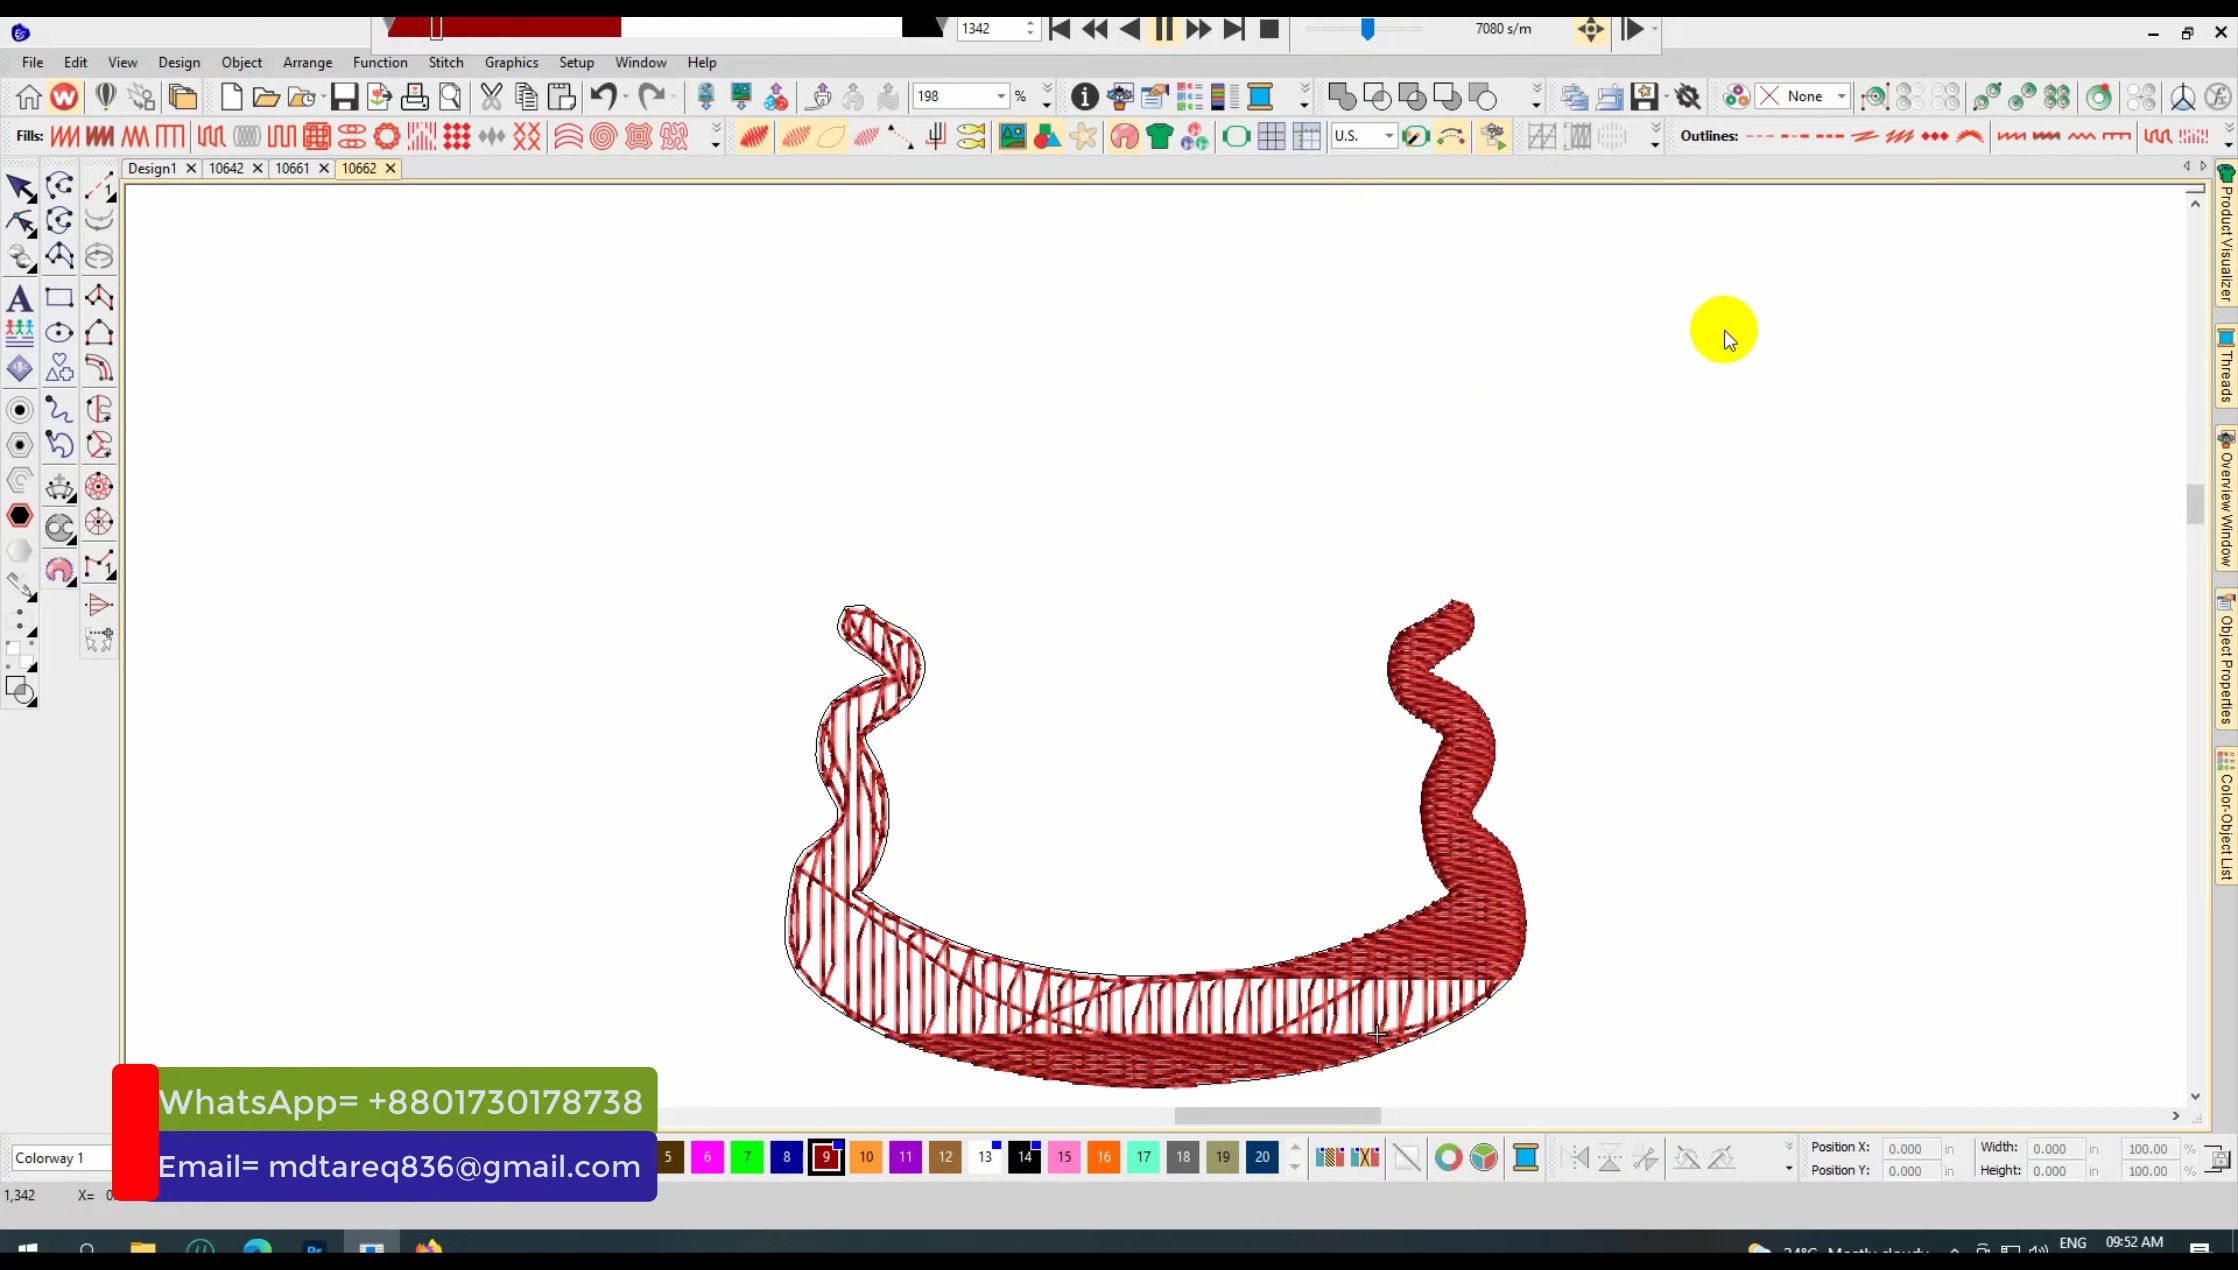 1342
7080 s/m
File Edit View Design Object Arrange Function Stitch Graphics Setup Window Help
198 %
None
Fills:
U.S.
Outlines:
Design1 10642 10661 10662
Product Visualizer
Threads
Overview Window
Object Properties
Color-Object List
WhatsApp= +8801730178738
Email= mdtareq836@gmail.com
Colorway 1
5 6 7 8 9 10 11 12 13 14 15 16 17 18 19 20
Position X: 0.000 in Width: 0.000 in 100.00 %
Position Y: 0.000 in Height: 0.000 in 100.00 %
1,342 X=
24°C Mostly cloudy ENG 09:52 AM